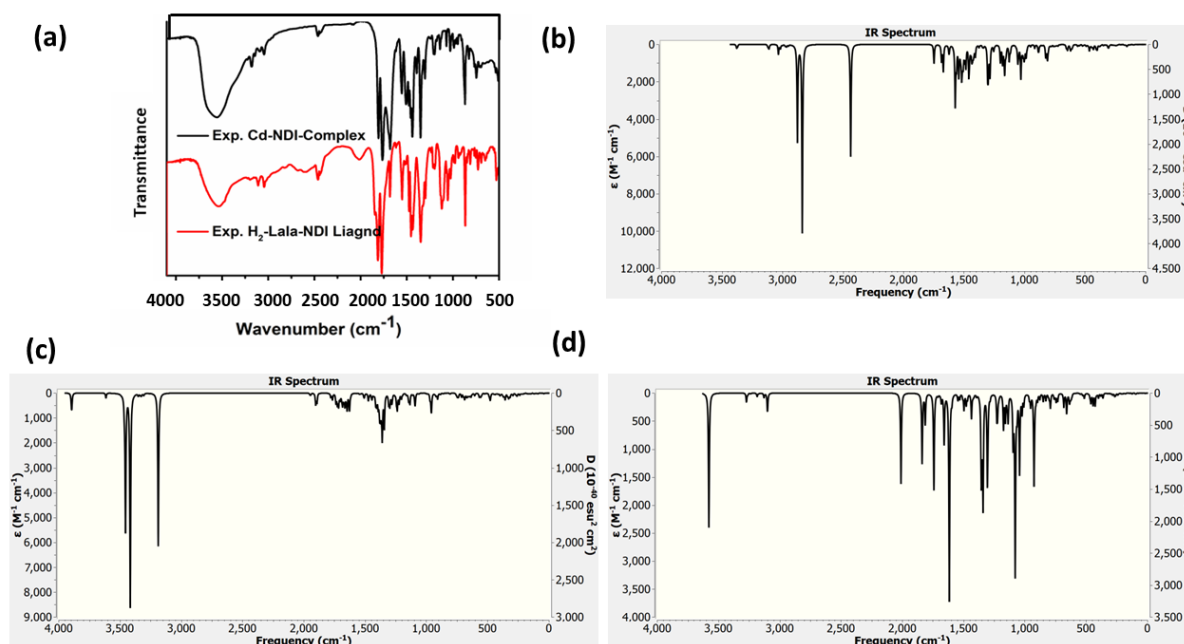 (a)
Transmittance
Exp. Cd-NDI-Complex
Exp. H2-Lala-NDI Liagnd
4000 3500 3000 2500 2000 1500 1000 500
Wavenumber (cm-1)
(b)
IR Spectrum
ε (M-1 cm-1)
0
2,000
4,000
6,000
8,000
10,000
12,000
0
500
1,000
1,500
2,000
2,500
3,000
3,500
4,000
4,500
4,000 3,500 3,000 2,500 2,000 1,500 1,000 500 0
Frequency (cm-1)
(c)
IR Spectrum
ε (M-1 cm-1)
0
1,000
2,000
3,000
4,000
5,000
6,000
7,000
8,000
9,000
0
500
1,000
1,500
2,000
2,500
3,000
D (10-40 esu2 cm2)
4,000 3,500 3,000 2,500 2,000 1,500 1,000 500 0
Frequency (cm-1)
(d)
IR Spectrum
ε (M-1 cm-1)
0
500
1,000
1,500
2,000
2,500
3,000
3,500
4,000
0
500
1,000
1,500
2,000
2,500
3,000
3,500
4,000 3,500 3,000 2,500 2,000 1,500 1,000 500 0
Frequency (cm-1)